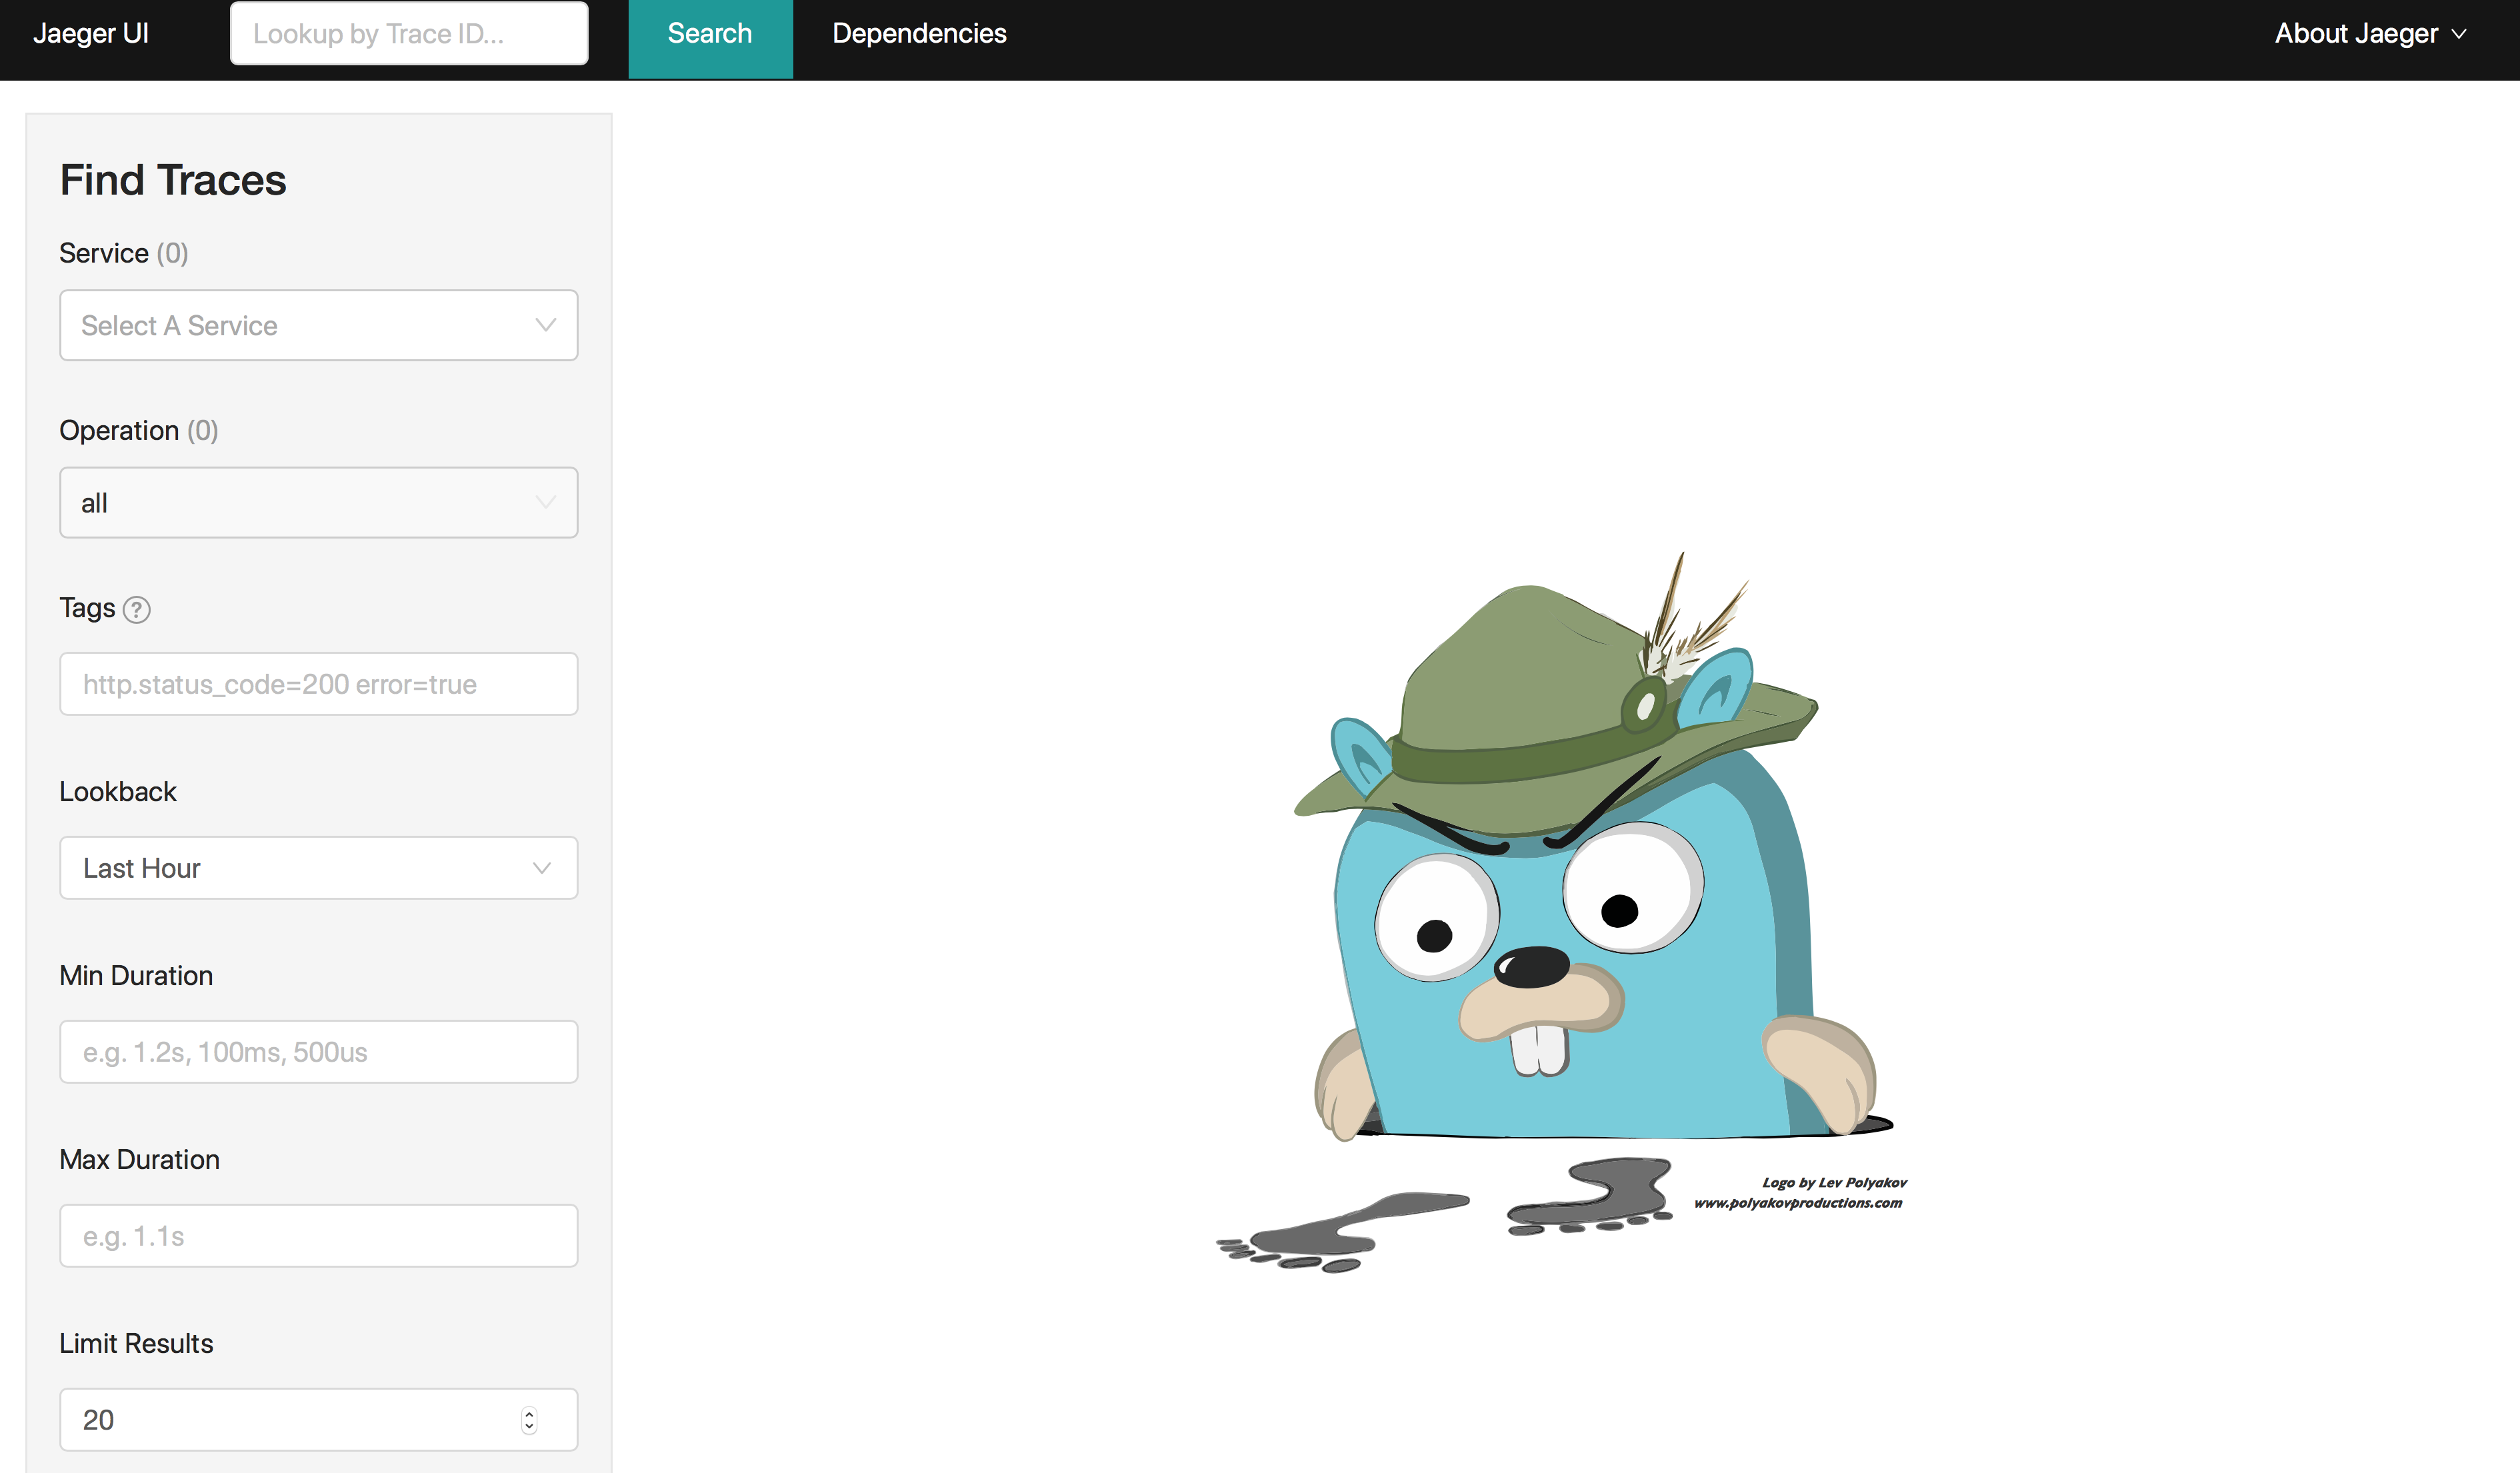 Jaeger UI
Lookup by Trace ID...
Search
Dependencies
About Jaeger
Find Traces
Service (0)
Select A Service
Operation (0)
all
Tags ?
http.status_code=200 error=true
Lookback
Last Hour
Min Duration
e.g. 1.2s, 100ms, 500us
Max Duration
e.g. 1.1s
Limit Results
20
Logo by Lev Polyakov
www.polyakovproductions.com